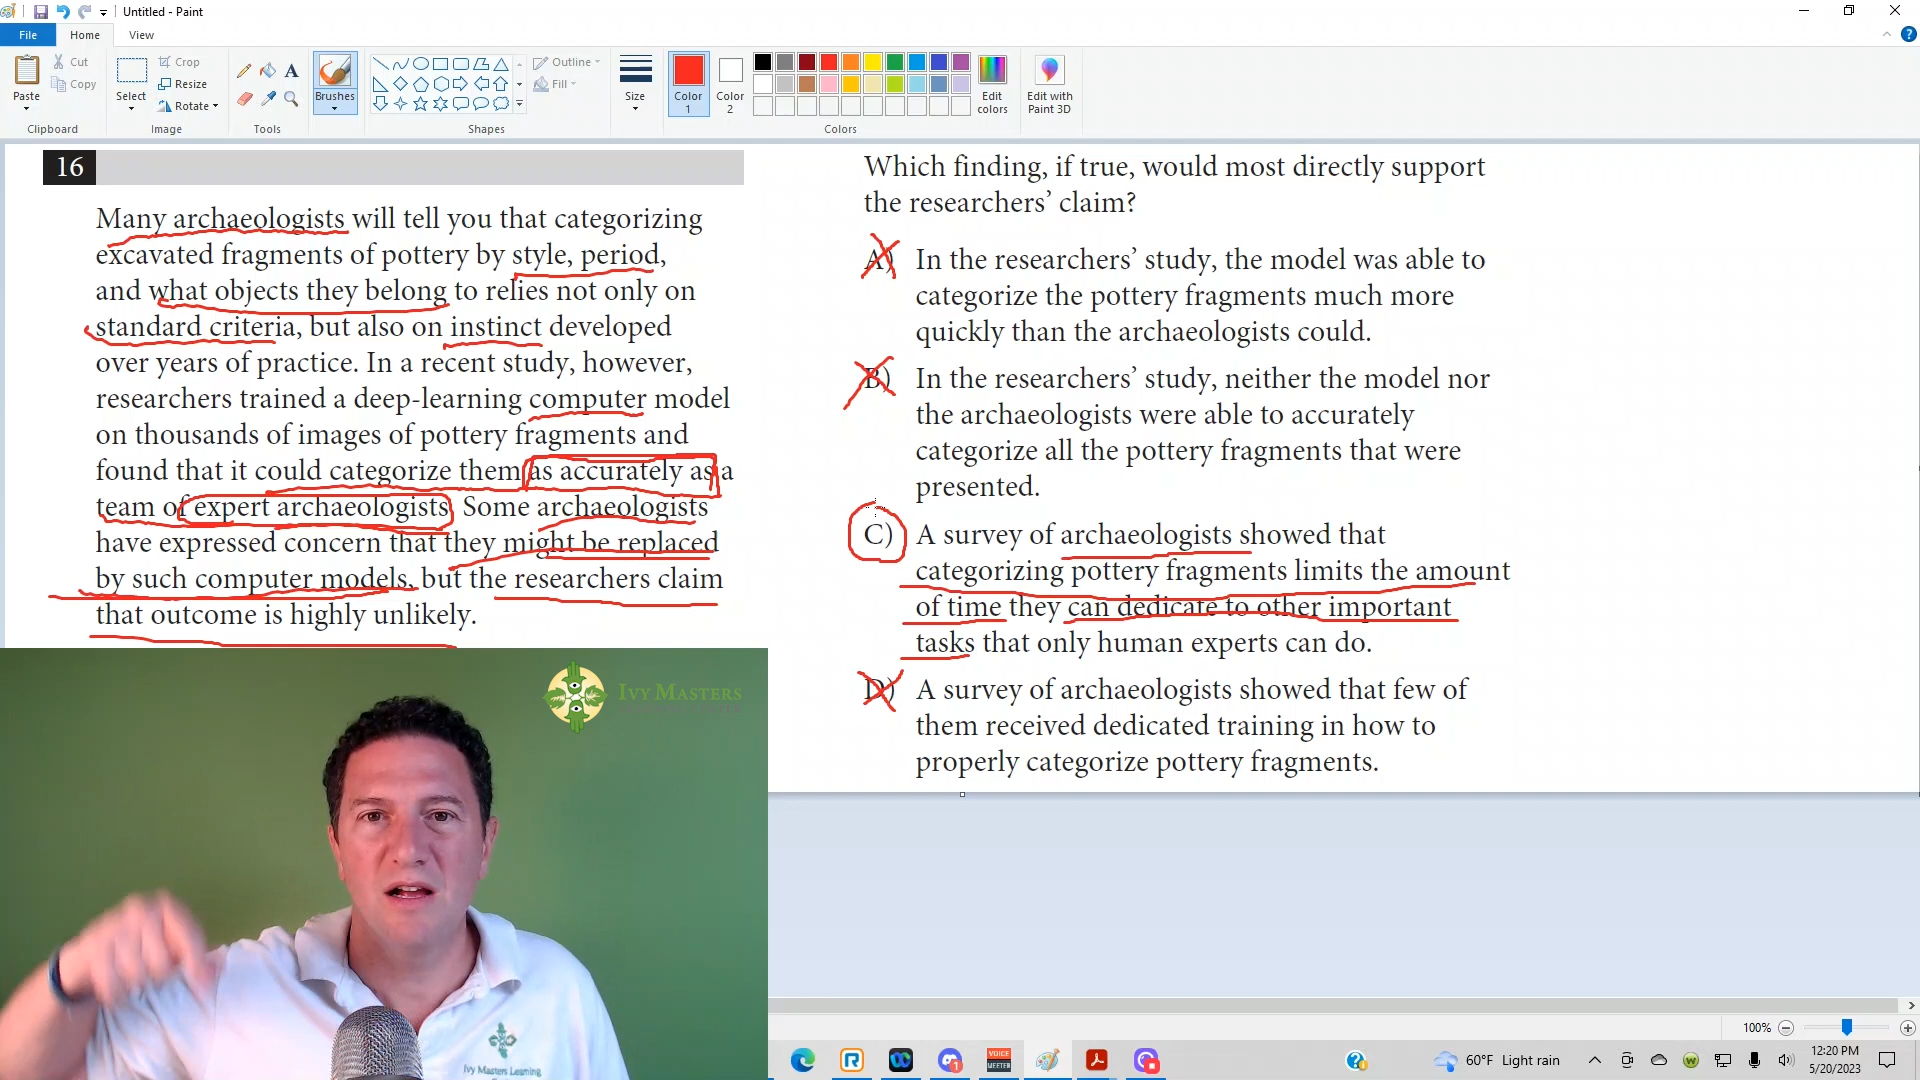 Untitled - Paint
File
Home
View
Paste
Cut
Copy
Clipboard
Select
Crop
Resize
Rotate
Image
A
Tools
Brushes
Outline
Fill
Shapes
Size
Color 1
Color 2
Edit colors
Colors
Edit with Paint 3D
16
Many archaeologists will tell you that categorizing
excavated fragments of pottery by style, period,
and what objects they belong to relies not only on
standard criteria, but also on instinct developed
over years of practice. In a recent study, however,
researchers trained a deep-learning computer model
on thousands of images of pottery fragments and
found that it could categorize them as accurately as a
team of expert archaeologists. Some archaeologists
have expressed concern that they might be replaced
by such computer models, but the researchers claim
that outcome is highly unlikely.
Which finding, if true, would most directly support
the researchers’ claim?
A) In the researchers’ study, the model was able to
categorize the pottery fragments much more
quickly than the archaeologists could.
B) In the researchers’ study, neither the model nor
the archaeologists were able to accurately
categorize all the pottery fragments that were
presented.
C) A survey of archaeologists showed that
categorizing pottery fragments limits the amount
of time they can dedicate to other important
tasks that only human experts can do.
D) A survey of archaeologists showed that few of
them received dedicated training in how to
properly categorize pottery fragments.
IVY MASTERS
Ivy Masters Learning
100%
VOICE
MEETER
60°F Light rain
12:20 PM
5/20/2023